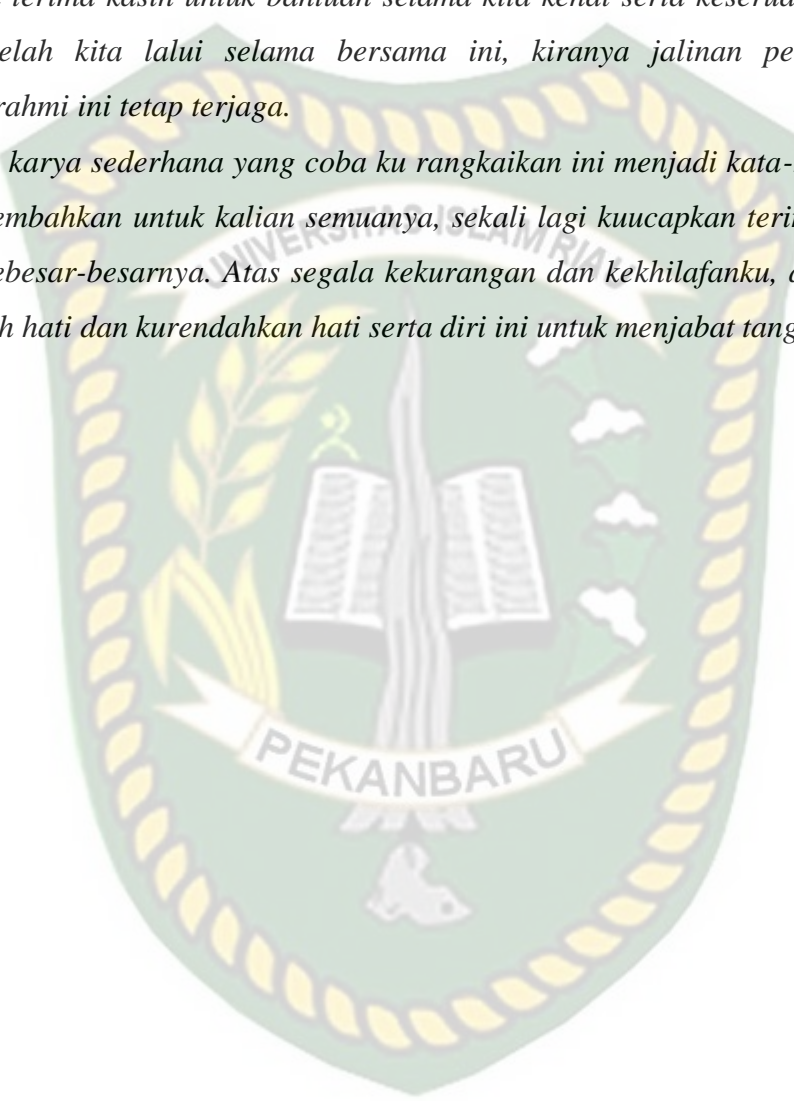 terima kasih untuk bantuan selama kita kenal serta keserua
elah kita lalui selama bersama ini, kiranya jalinan pe
rahmi ini tetap terjaga.
karya sederhana yang coba ku rangkaikan ini menjadi kata-
embahkan untuk kalian semuanya, sekali lagi kuucapkan teri
ebesar-besarnya. Atas segala kekurangan dan kekhilafanku,
h hati dan kurendahkan hati serta diri ini untuk menjabat tang
UNIVERSITAS ISLAM RIAU
PEKANBARU